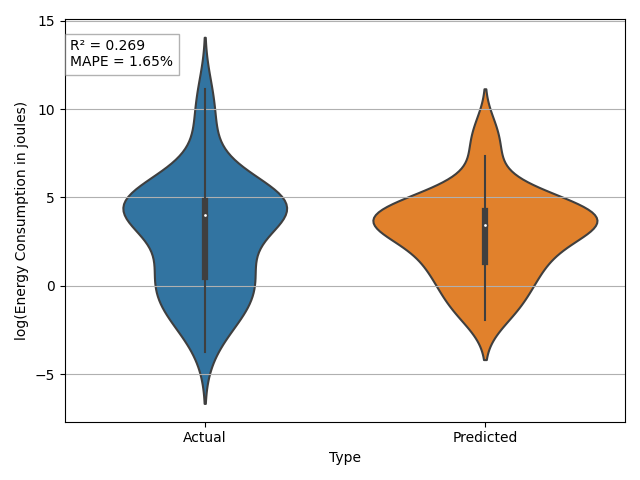 R² = 0.269
MAPE = 1.65%
15
10
5
0
−5
log(Energy Consumption in joules)
Actual
Predicted
Type